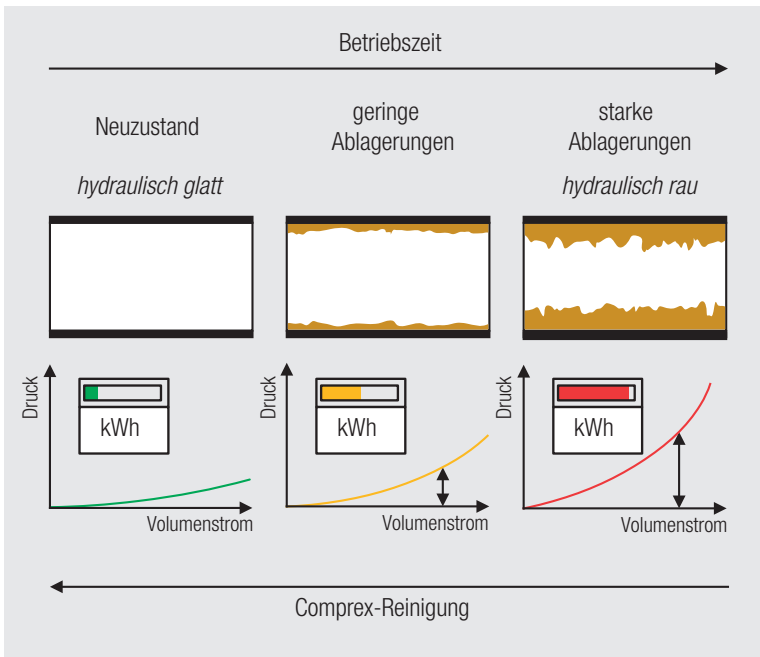 Betriebszeit
Neuzustand
geringe
Ablagerungen
starke
Ablagerungen
hydraulisch glatt
hydraulisch rau
Druck
kWh
Volumenstrom
Druck
kWh
Volumenstrom
Druck
kWh
Volumenstrom
Comprex-Reinigung